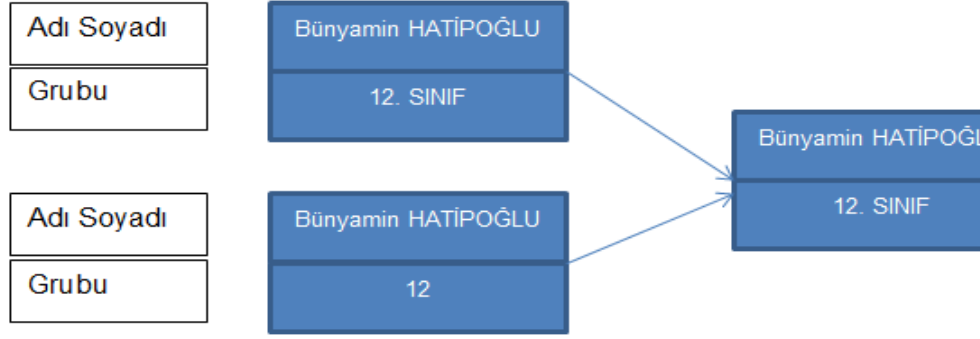 Adı Soyadı
Bünyamin HATİPOĞLU
Grubu
12. SINIF
Bünyamin HATİPOĞL
12. SINIF
Adı Soyadı
Bünyamin HATİPOĞLU
Grubu
12